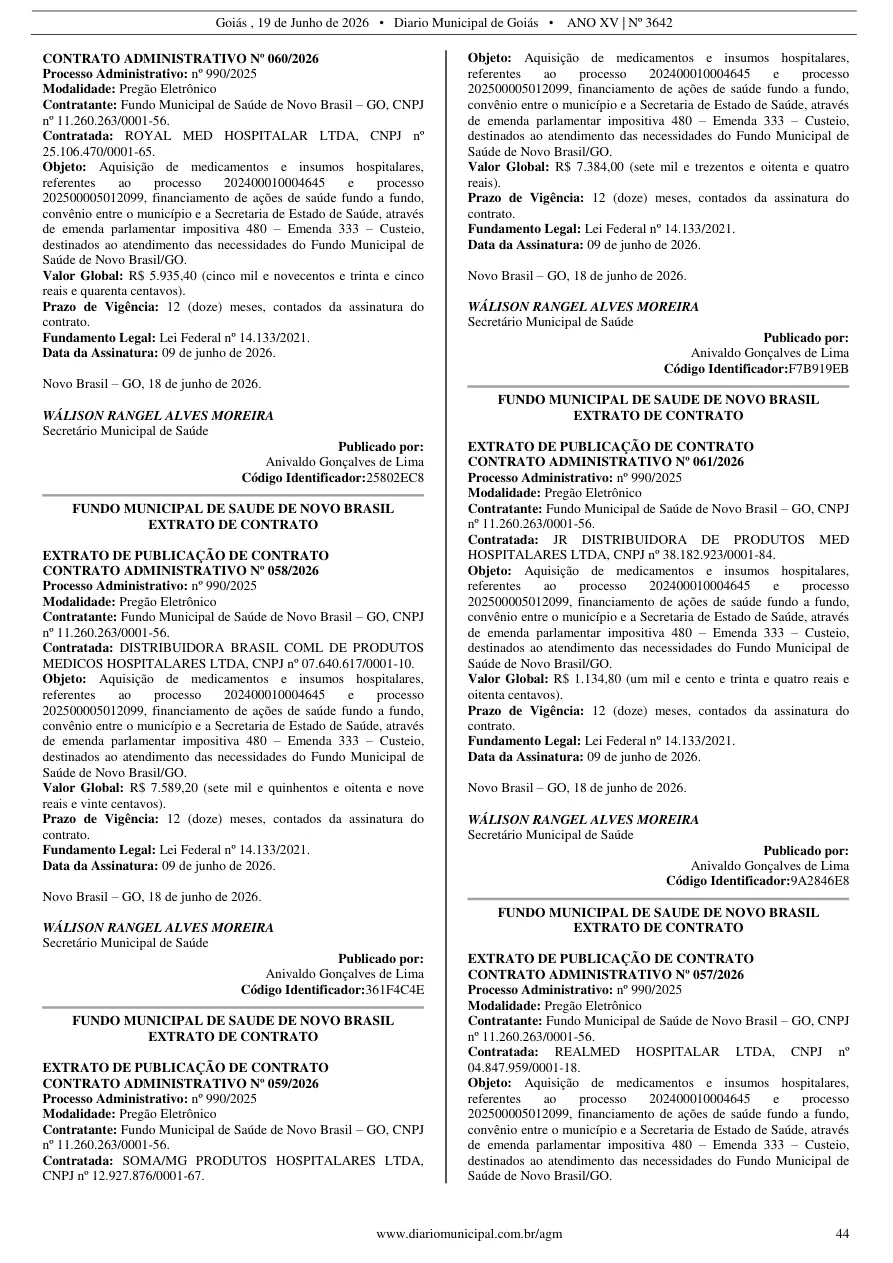 Goiás , 19 de Junho de 2026 • Diario Municipal de Goiás • ANO XV | Nº 3642
CONTRATO ADMINISTRATIVO Nº 060/2026
Processo Administrativo: nº 990/2025
Modalidade: Pregão Eletrônico
Contratante: Fundo Municipal de Saúde de Novo Brasil – GO, CNPJ
nº 11.260.263/0001-56.
Contratada: ROYAL MED HOSPITALAR LTDA, CNPJ nº
25.106.470/0001-65.
Objeto: Aquisição de medicamentos e insumos hospitalares,
referentes ao processo 202400010004645 e processo
202500005012099, financiamento de ações de saúde fundo a fundo,
convênio entre o município e a Secretaria de Estado de Saúde, através
de emenda parlamentar impositiva 480 – Emenda 333 – Custeio,
destinados ao atendimento das necessidades do Fundo Municipal de
Saúde de Novo Brasil/GO.
Valor Global: R$ 5.935,40 (cinco mil e novecentos e trinta e cinco
reais e quarenta centavos).
Prazo de Vigência: 12 (doze) meses, contados da assinatura do
contrato.
Fundamento Legal: Lei Federal nº 14.133/2021.
Data da Assinatura: 09 de junho de 2026.
Novo Brasil – GO, 18 de junho de 2026.
WÁLISON RANGEL ALVES MOREIRA
Secretário Municipal de Saúde
Publicado por:
Anivaldo Gonçalves de Lima
Código Identificador:25802EC8
FUNDO MUNICIPAL DE SAUDE DE NOVO BRASIL
EXTRATO DE CONTRATO
EXTRATO DE PUBLICAÇÃO DE CONTRATO
CONTRATO ADMINISTRATIVO Nº 058/2026
Processo Administrativo: nº 990/2025
Modalidade: Pregão Eletrônico
Contratante: Fundo Municipal de Saúde de Novo Brasil – GO, CNPJ
nº 11.260.263/0001-56.
Contratada: DISTRIBUIDORA BRASIL COML DE PRODUTOS
MEDICOS HOSPITALARES LTDA, CNPJ nº 07.640.617/0001-10.
Objeto: Aquisição de medicamentos e insumos hospitalares,
referentes ao processo 202400010004645 e processo
202500005012099, financiamento de ações de saúde fundo a fundo,
convênio entre o município e a Secretaria de Estado de Saúde, através
de emenda parlamentar impositiva 480 – Emenda 333 – Custeio,
destinados ao atendimento das necessidades do Fundo Municipal de
Saúde de Novo Brasil/GO.
Valor Global: R$ 7.589,20 (sete mil e quinhentos e oitenta e nove
reais e vinte centavos).
Prazo de Vigência: 12 (doze) meses, contados da assinatura do
contrato.
Fundamento Legal: Lei Federal nº 14.133/2021.
Data da Assinatura: 09 de junho de 2026.
Novo Brasil – GO, 18 de junho de 2026.
WÁLISON RANGEL ALVES MOREIRA
Secretário Municipal de Saúde
Publicado por:
Anivaldo Gonçalves de Lima
Código Identificador:361F4C4E
FUNDO MUNICIPAL DE SAUDE DE NOVO BRASIL
EXTRATO DE CONTRATO
EXTRATO DE PUBLICAÇÃO DE CONTRATO
CONTRATO ADMINISTRATIVO Nº 059/2026
Processo Administrativo: nº 990/2025
Modalidade: Pregão Eletrônico
Contratante: Fundo Municipal de Saúde de Novo Brasil – GO, CNPJ
nº 11.260.263/0001-56.
Contratada: SOMA/MG PRODUTOS HOSPITALARES LTDA,
CNPJ nº 12.927.876/0001-67.
Objeto: Aquisição de medicamentos e insumos hospitalares,
referentes ao processo 202400010004645 e processo
202500005012099, financiamento de ações de saúde fundo a fundo,
convênio entre o município e a Secretaria de Estado de Saúde, através
de emenda parlamentar impositiva 480 – Emenda 333 – Custeio,
destinados ao atendimento das necessidades do Fundo Municipal de
Saúde de Novo Brasil/GO.
Valor Global: R$ 7.384,00 (sete mil e trezentos e oitenta e quatro
reais).
Prazo de Vigência: 12 (doze) meses, contados da assinatura do
contrato.
Fundamento Legal: Lei Federal nº 14.133/2021.
Data da Assinatura: 09 de junho de 2026.
Novo Brasil – GO, 18 de junho de 2026.
WÁLISON RANGEL ALVES MOREIRA
Secretário Municipal de Saúde
Publicado por:
Anivaldo Gonçalves de Lima
Código Identificador:F7B919EB
FUNDO MUNICIPAL DE SAUDE DE NOVO BRASIL
EXTRATO DE CONTRATO
EXTRATO DE PUBLICAÇÃO DE CONTRATO
CONTRATO ADMINISTRATIVO Nº 061/2026
Processo Administrativo: nº 990/2025
Modalidade: Pregão Eletrônico
Contratante: Fundo Municipal de Saúde de Novo Brasil – GO, CNPJ
nº 11.260.263/0001-56.
Contratada: JR DISTRIBUIDORA DE PRODUTOS MED
HOSPITALARES LTDA, CNPJ nº 38.182.923/0001-84.
Objeto: Aquisição de medicamentos e insumos hospitalares,
referentes ao processo 202400010004645 e processo
202500005012099, financiamento de ações de saúde fundo a fundo,
convênio entre o município e a Secretaria de Estado de Saúde, através
de emenda parlamentar impositiva 480 – Emenda 333 – Custeio,
destinados ao atendimento das necessidades do Fundo Municipal de
Saúde de Novo Brasil/GO.
Valor Global: R$ 1.134,80 (um mil e cento e trinta e quatro reais e
oitenta centavos).
Prazo de Vigência: 12 (doze) meses, contados da assinatura do
contrato.
Fundamento Legal: Lei Federal nº 14.133/2021.
Data da Assinatura: 09 de junho de 2026.
Novo Brasil – GO, 18 de junho de 2026.
WÁLISON RANGEL ALVES MOREIRA
Secretário Municipal de Saúde
Publicado por:
Anivaldo Gonçalves de Lima
Código Identificador:9A2846E8
FUNDO MUNICIPAL DE SAUDE DE NOVO BRASIL
EXTRATO DE CONTRATO
EXTRATO DE PUBLICAÇÃO DE CONTRATO
CONTRATO ADMINISTRATIVO Nº 057/2026
Processo Administrativo: nº 990/2025
Modalidade: Pregão Eletrônico
Contratante: Fundo Municipal de Saúde de Novo Brasil – GO, CNPJ
nº 11.260.263/0001-56.
Contratada: REALMED HOSPITALAR LTDA, CNPJ nº
04.847.959/0001-18.
Objeto: Aquisição de medicamentos e insumos hospitalares,
referentes ao processo 202400010004645 e processo
202500005012099, financiamento de ações de saúde fundo a fundo,
convênio entre o município e a Secretaria de Estado de Saúde, através
de emenda parlamentar impositiva 480 – Emenda 333 – Custeio,
destinados ao atendimento das necessidades do Fundo Municipal de
Saúde de Novo Brasil/GO.
www.diariomunicipal.com.br/agm 44